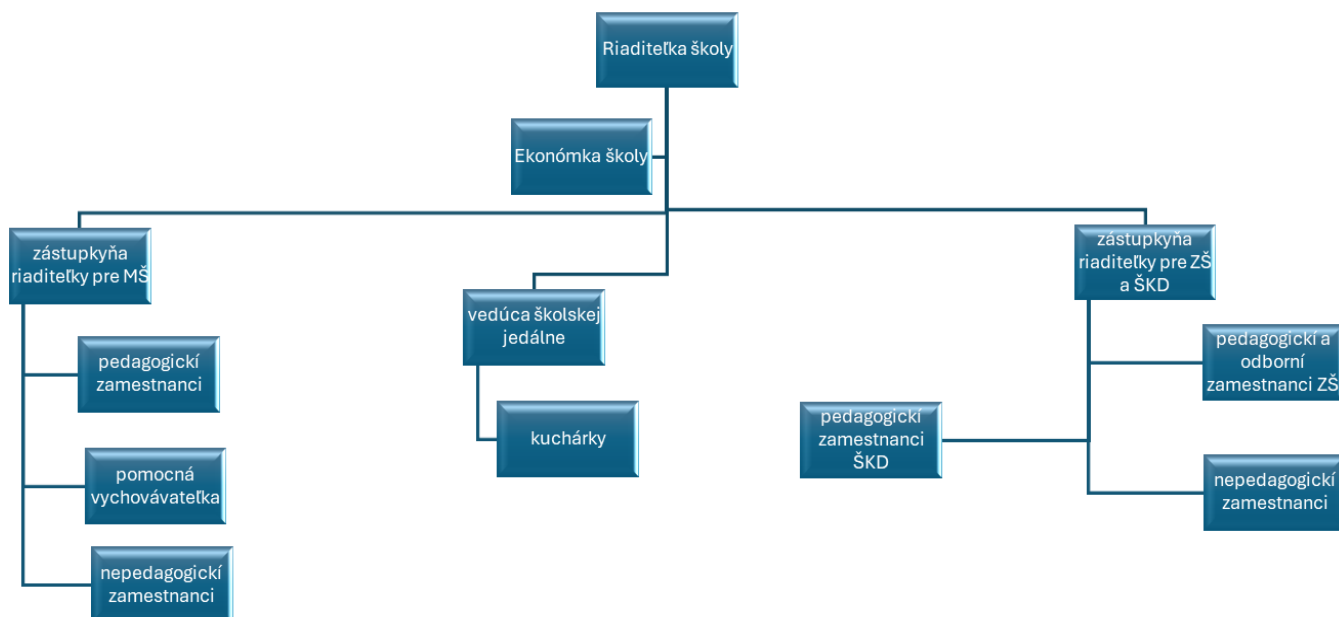 Riaditeľka školy
Ekonómka školy
zástupkyňa
riaditeľky pre MŠ
zástupkyňa
riaditeľky pre ZŠ
a ŠKD
vedúca školskej
jedálne
pedagogickí
zamestnanci
pedagogickí a
odborní
zamestnanci ZŠ
kuchárky
pedagogickí
zamestnanci
ŠKD
pomocná
vychovávateľka
nepedagogickí
zamestnanci
nepedagogickí
zamestnanci